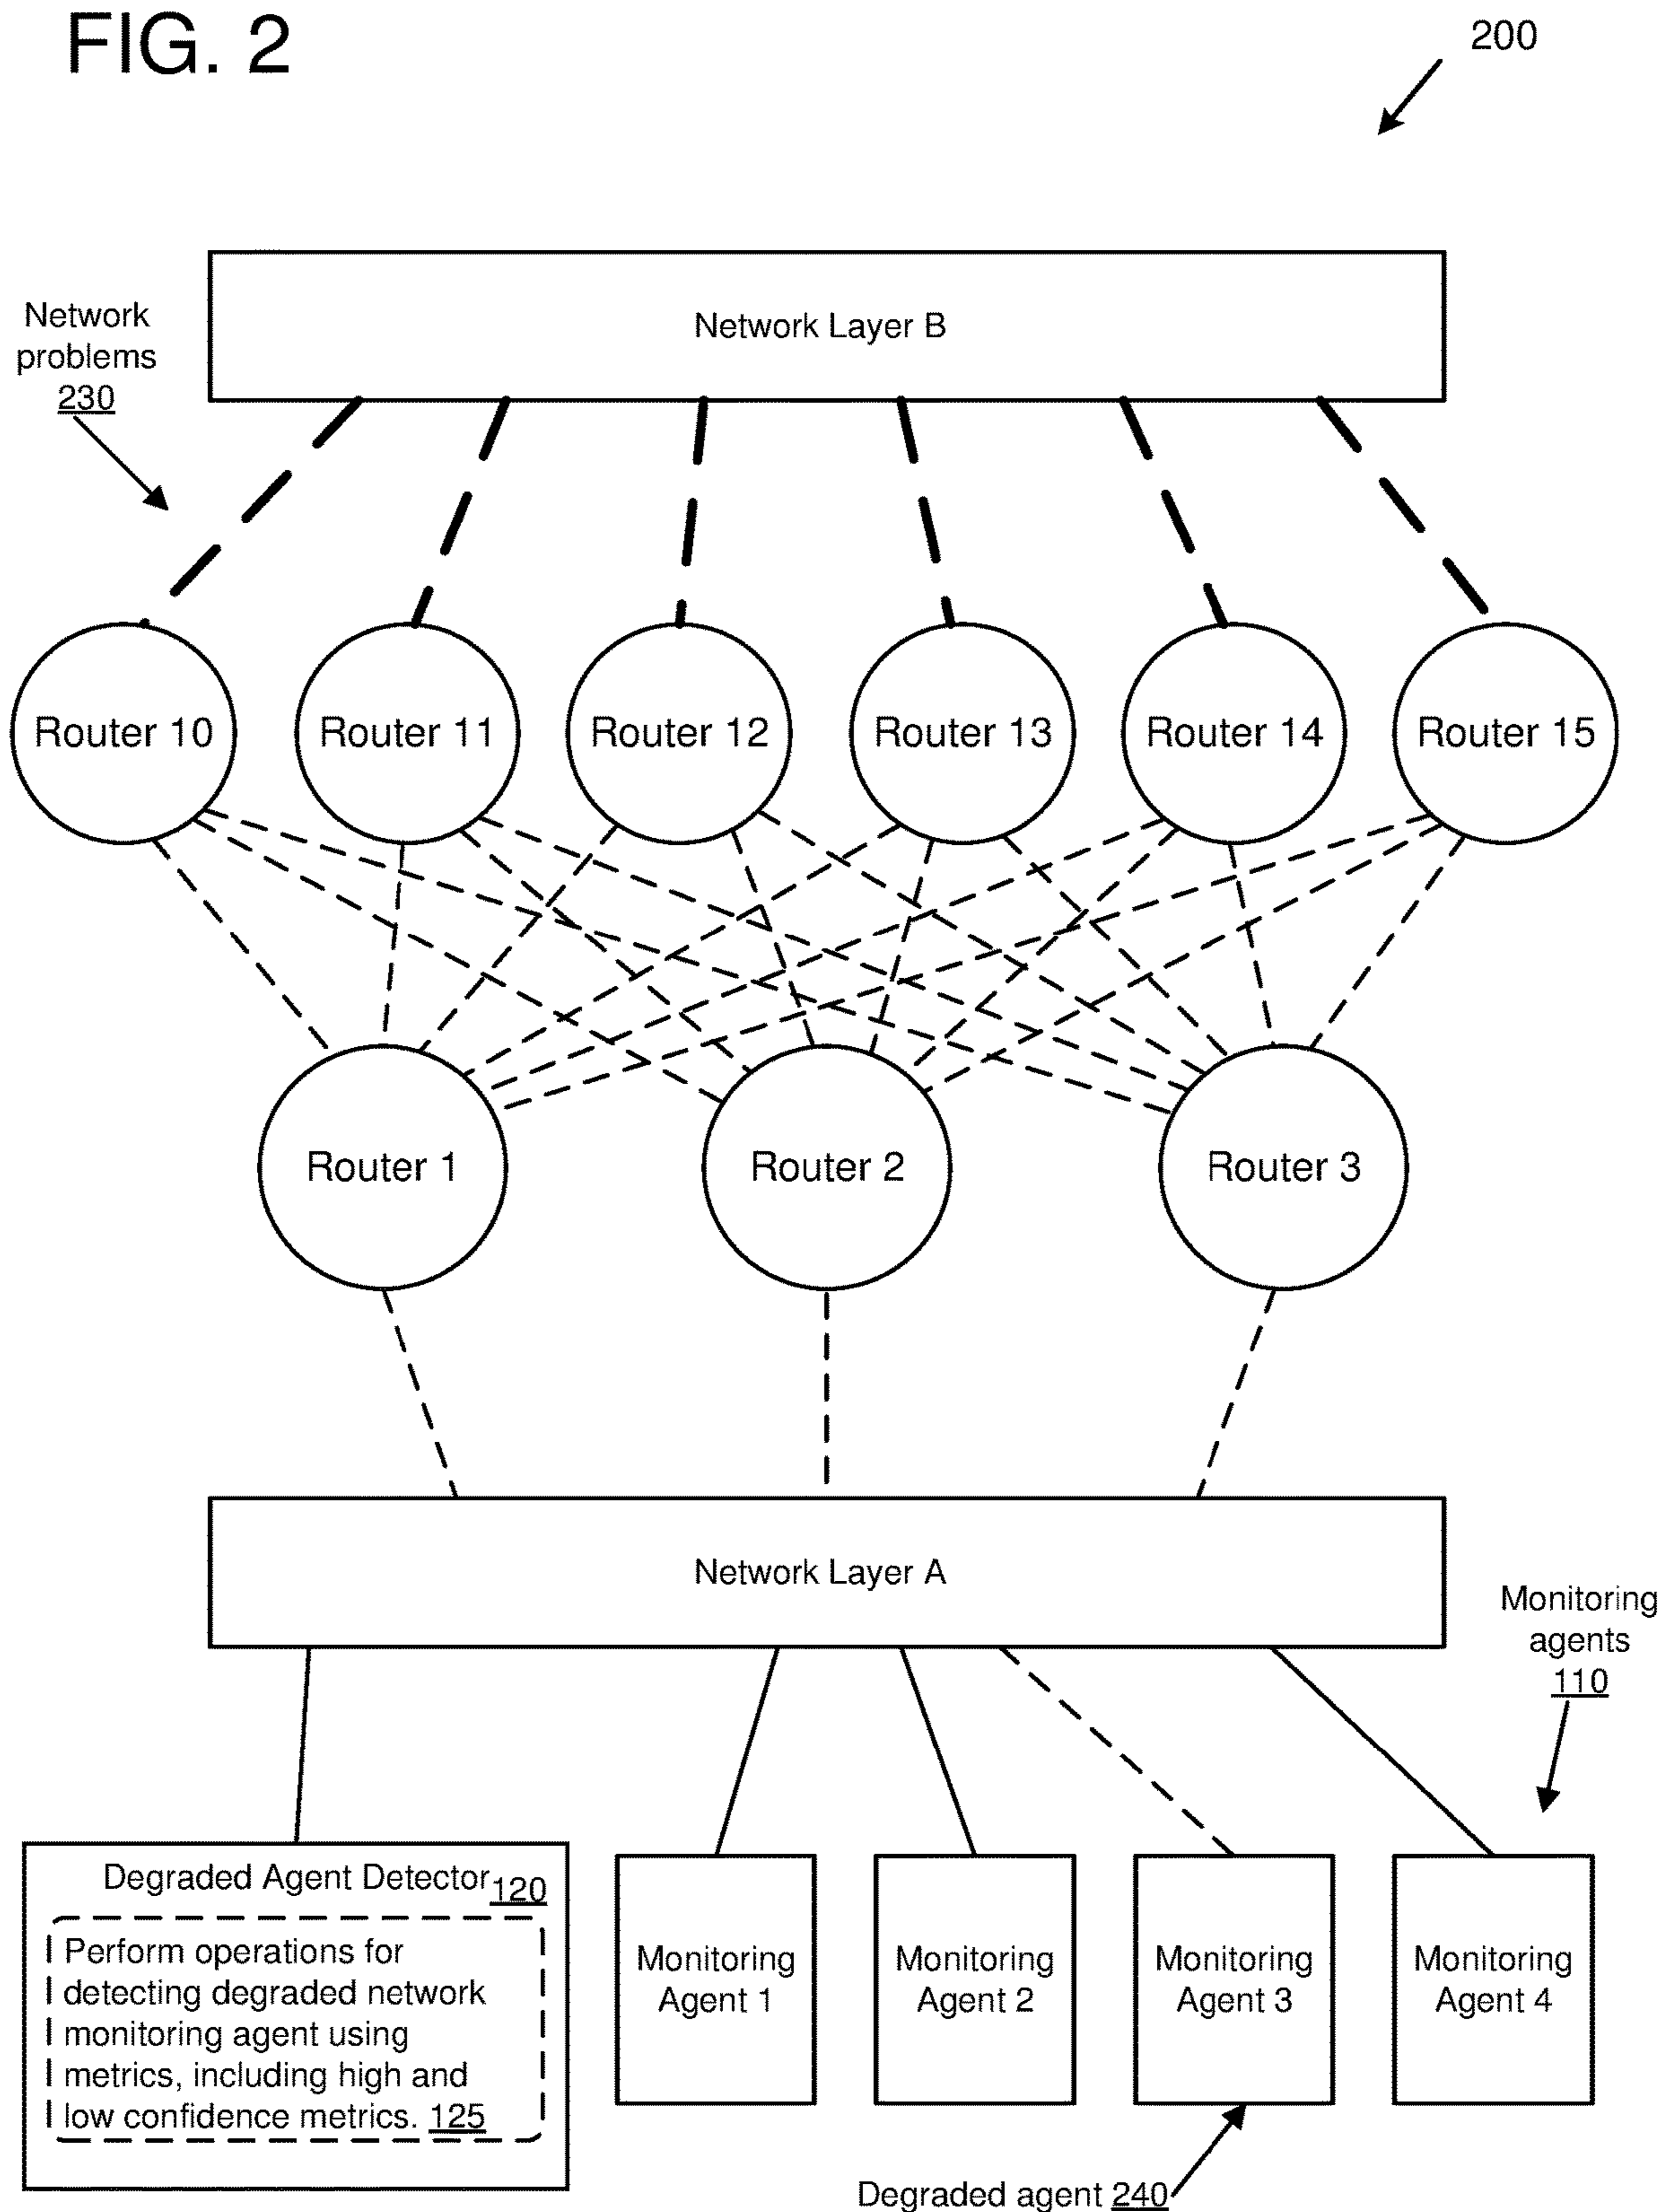 FIG. 2
200
Network Layer B
Network
problems
230
Router 10
Router 11
Router 12
Router 13
Router 14
Router 15
Router 1
Router 2
Router 3
Network Layer A
Monitoring
agents
110
Degraded Agent Detector 120
Perform operations for
detecting degraded network
monitoring agent using
metrics, including high and
low confidence metrics. 125
Monitoring
Agent 1
Monitoring
Agent 2
Monitoring
Agent 3
Monitoring
Agent 4
Degraded agent 240